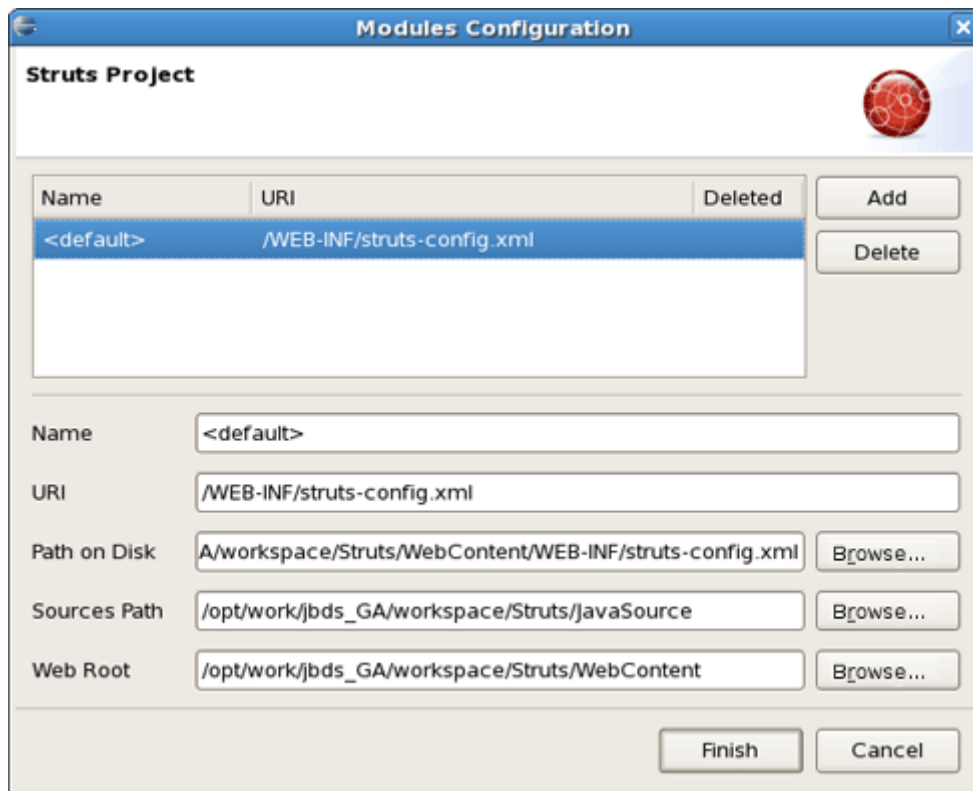 Modules Configuration
Struts Project
Name URI Deleted Add
<default> /WEB-INF/struts-config.xml
Delete
Name <default>
URI /WEB-INF/struts-config.xml
Path on Disk A/workspace/Struts/WebContent/WEB-INF/struts-config.xml Browse...
Sources Path /opt/work/jbds_GA/workspace/Struts/JavaSource Browse...
Web Root /opt/work/jbds_GA/workspace/Struts/WebContent Browse...
Finish Cancel